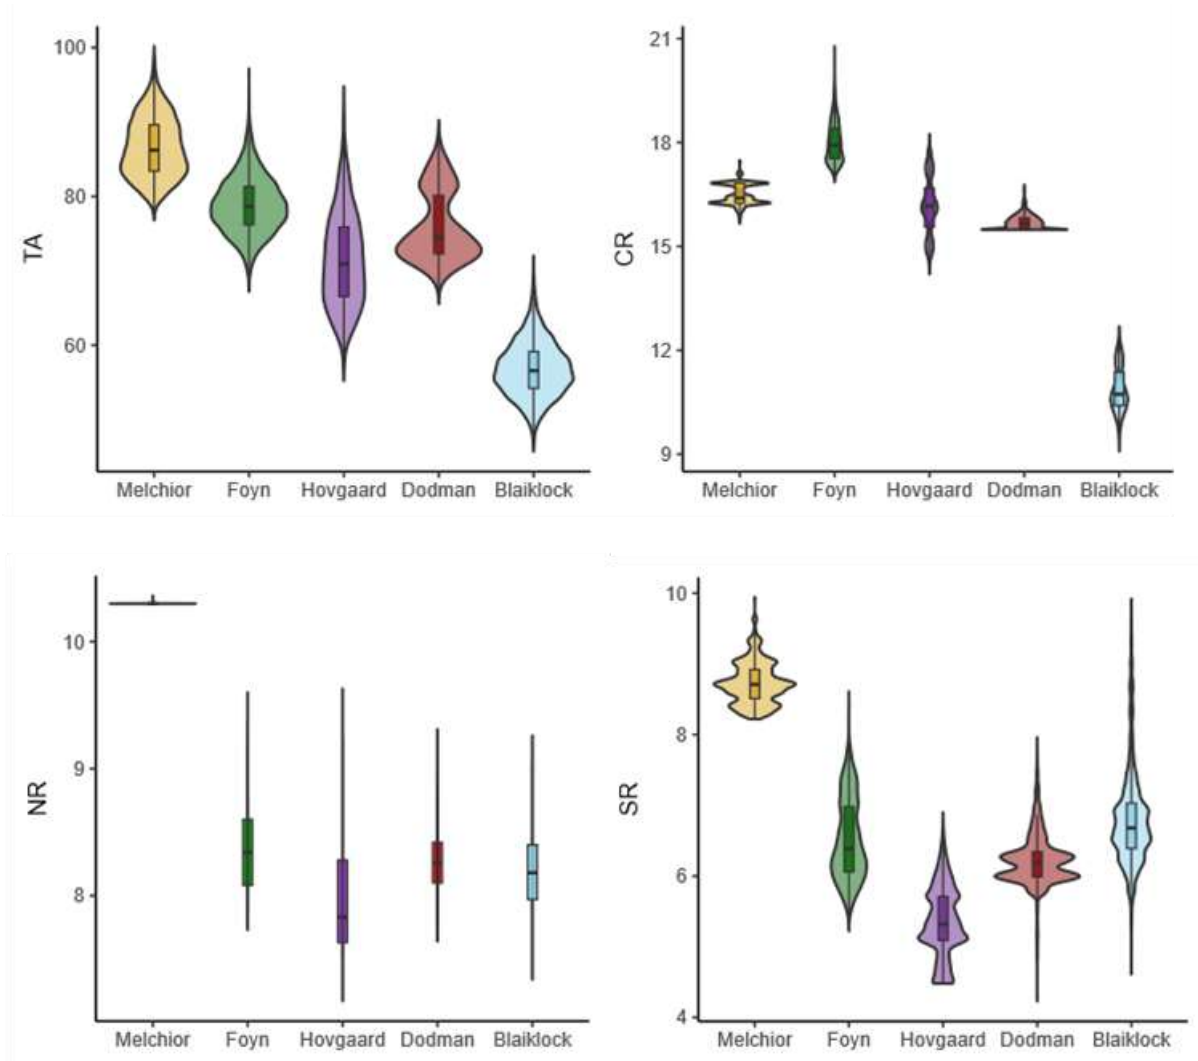 100
80
60
TA
Melchior Foyn Hovgaard Dodman Blaiklock
21
18
15
12
9
CR
Melchior Foyn Hovgaard Dodman Blaiklock
10
9
8
NR
Melchior Foyn Hovgaard Dodman Blaiklock
10
8
6
4
SR
Melchior Foyn Hovgaard Dodman Blaiklock